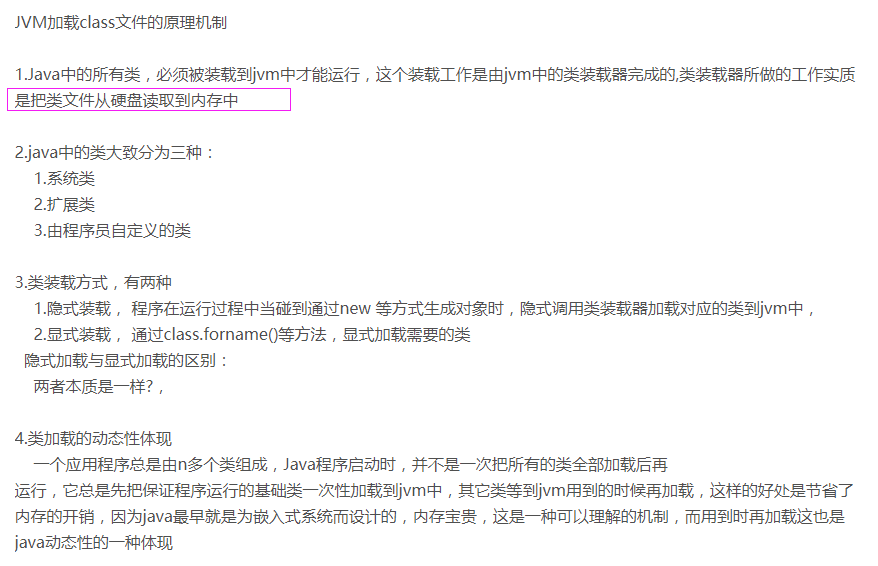 JVM加载class文件的原理机制
1.Java中的所有类，必须被装载到jvm中才能运行，这个装载工作是由jvm中的类装载器完成的,类装载器所做的工作实质
是把类文件从硬盘读取到内存中
2.java中的类大致分为三种：
1.系统类
2.扩展类
3.由程序员自定义的类
3.类装载方式，有两种
1.隐式装载， 程序在运行过程中当碰到通过new 等方式生成对象时，隐式调用类装载器加载对应的类到jvm中，
2.显式装载， 通过class.forname()等方法，显式加载需要的类
隐式加载与显式加载的区别：
两者本质是一样?，
4.类加载的动态性体现
一个应用程序总是由n多个类组成，Java程序启动时，并不是一次把所有的类全部加载后再
运行，它总是先把保证程序运行的基础类一次性加载到jvm中，其它类等到jvm用到的时候再加载，这样的好处是节省了
内存的开销，因为java最早就是为嵌入式系统而设计的，内存宝贵，这是一种可以理解的机制，而用到时再加载这也是
java动态性的一种体现